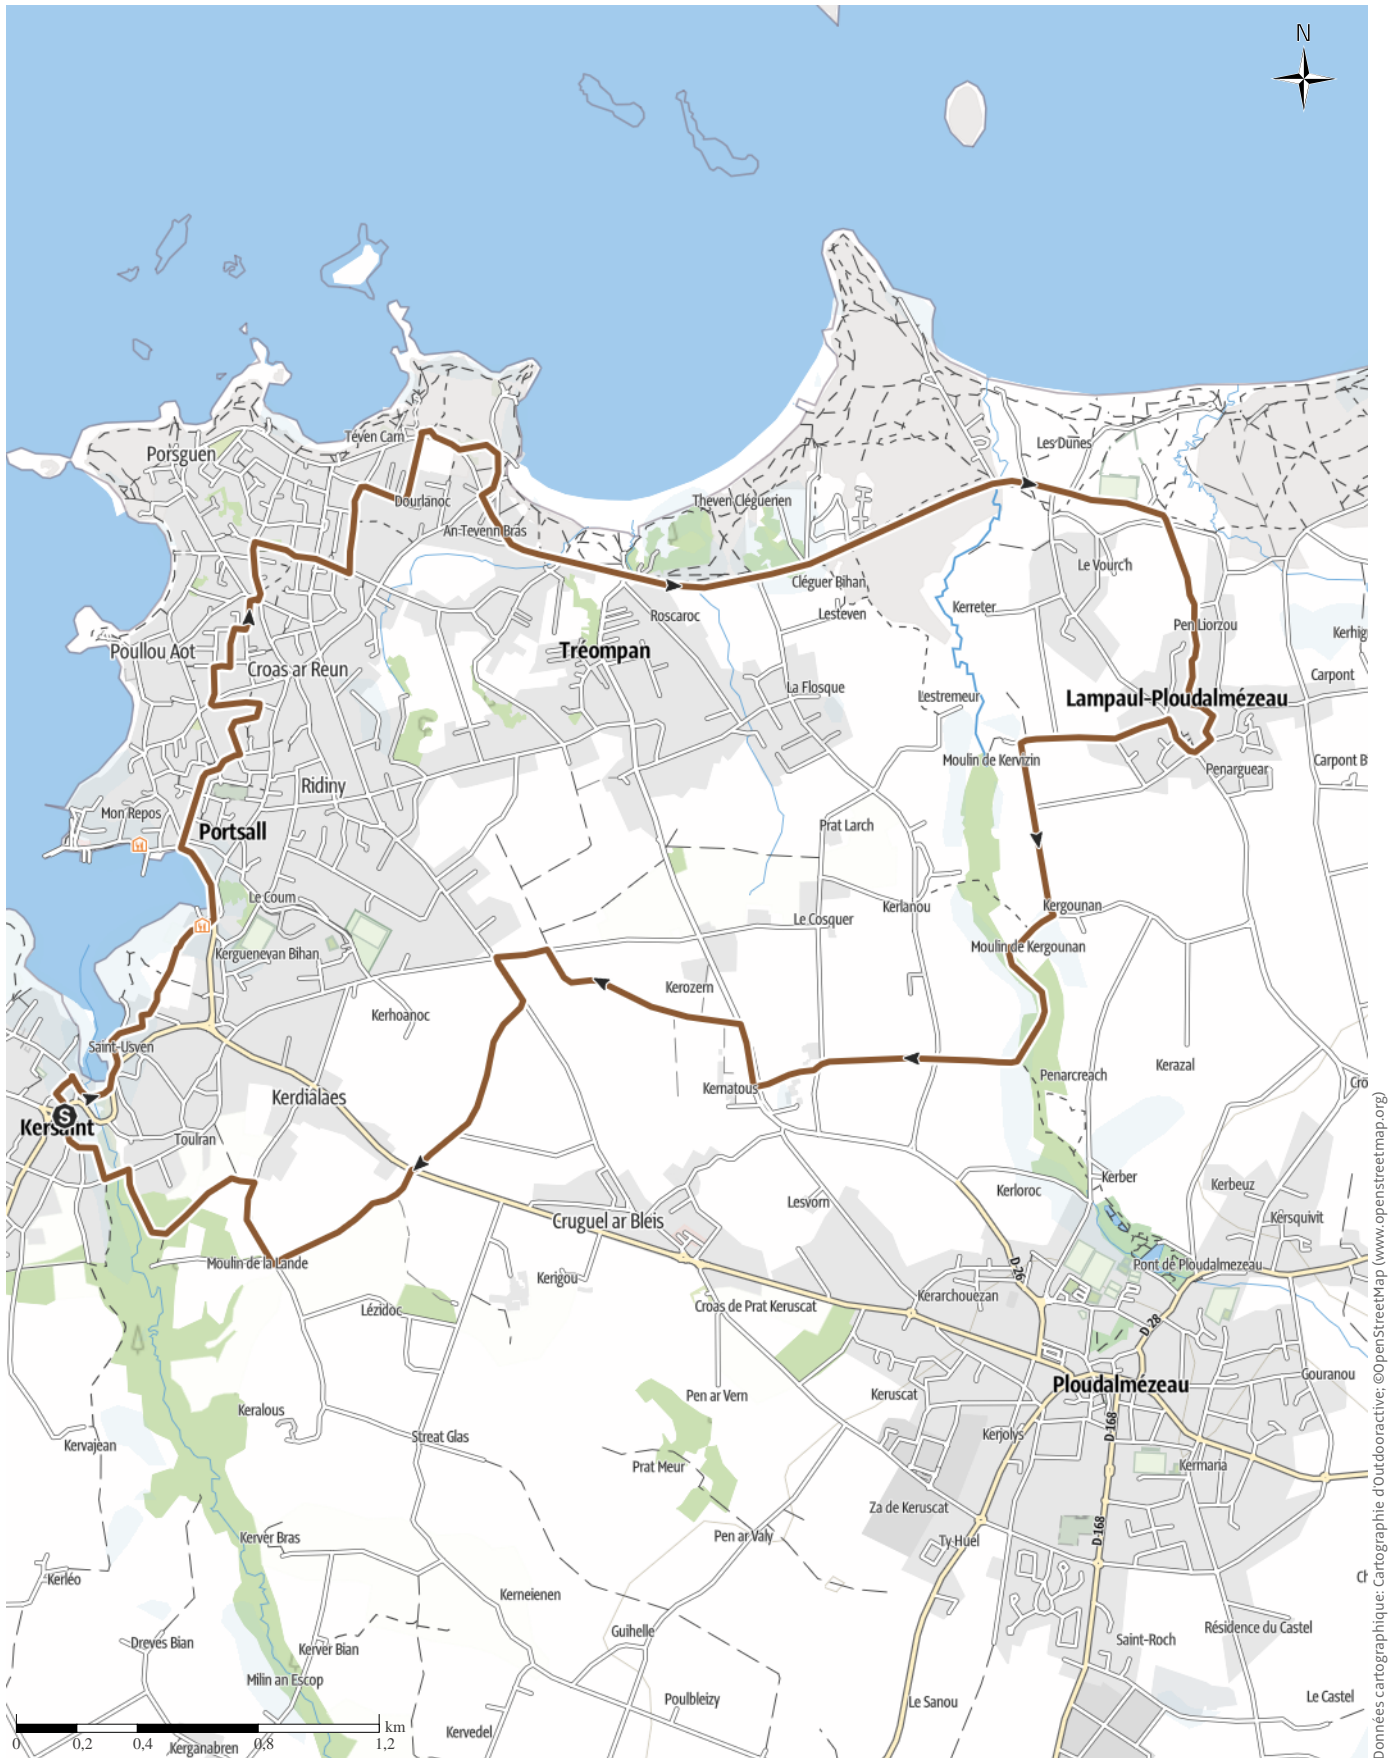 N
Les Dunes
Porsguen
Téven Carn
Theven Cléguerien
Dourlanoc
An Tevenn Bras
Le Vourc'h
Cléguer Bihan
Kerreter
Lesteven
Roscaroc
Pen Liorzou
Kerhig
Poullou Aot
Tréompan
Croas ar Reun
Carpont
La Flosque
Lestremeur
Lampaul-Ploudalmézeau
Moulin de Kervizin
Carpont B
Penarguear
Ridiny
Mon Repos
Portsall
Prat Larch
Le Coum
Kerlanou
Kergounan
Le Cosquer
Moulin de Kergounan
Kerguenevan Bihan
Kerozern
Kerhoanoc
Saint-Usven
Kerazal
Penarcreach
Cro
Kernatous
Kerdialaes
S
Kersaint
Toulran
Kerber
Kerbeuz
Kerloroc
Lesvorn
Kersquivit
Cruguel ar Bleis
Moulin de la Lande
Pont de Ploudalmezeau
D 26
Kerigou
Kerarchouezan
Lézidoc
Croas de Prat Keruscat
D 28
Gouranou
Ploudalmézeau
Pen ar Vern
Keruscat
Keralous
D 168
Kerjolys
Streat Glas
Kervajean
Prat Meur
Kermaria
Za de Keruscat
D 168
Kerver Bras
Pen ar Valy
Ty Huel
Kerléo
Kerneienen
Résidence du Castel
Guihelle
Dreves Bian
Saint-Roch
Kerver Bian
Milin an Escop
Le Castel
Poulbleizy
Le Sanou
Kervedel
km
0 0,2 0,4 0,8 1,2
Kerganabren
Données cartographique: Cartographie d'Outdooractive; ©OpenStreetMap (www.openstreetmap.org)